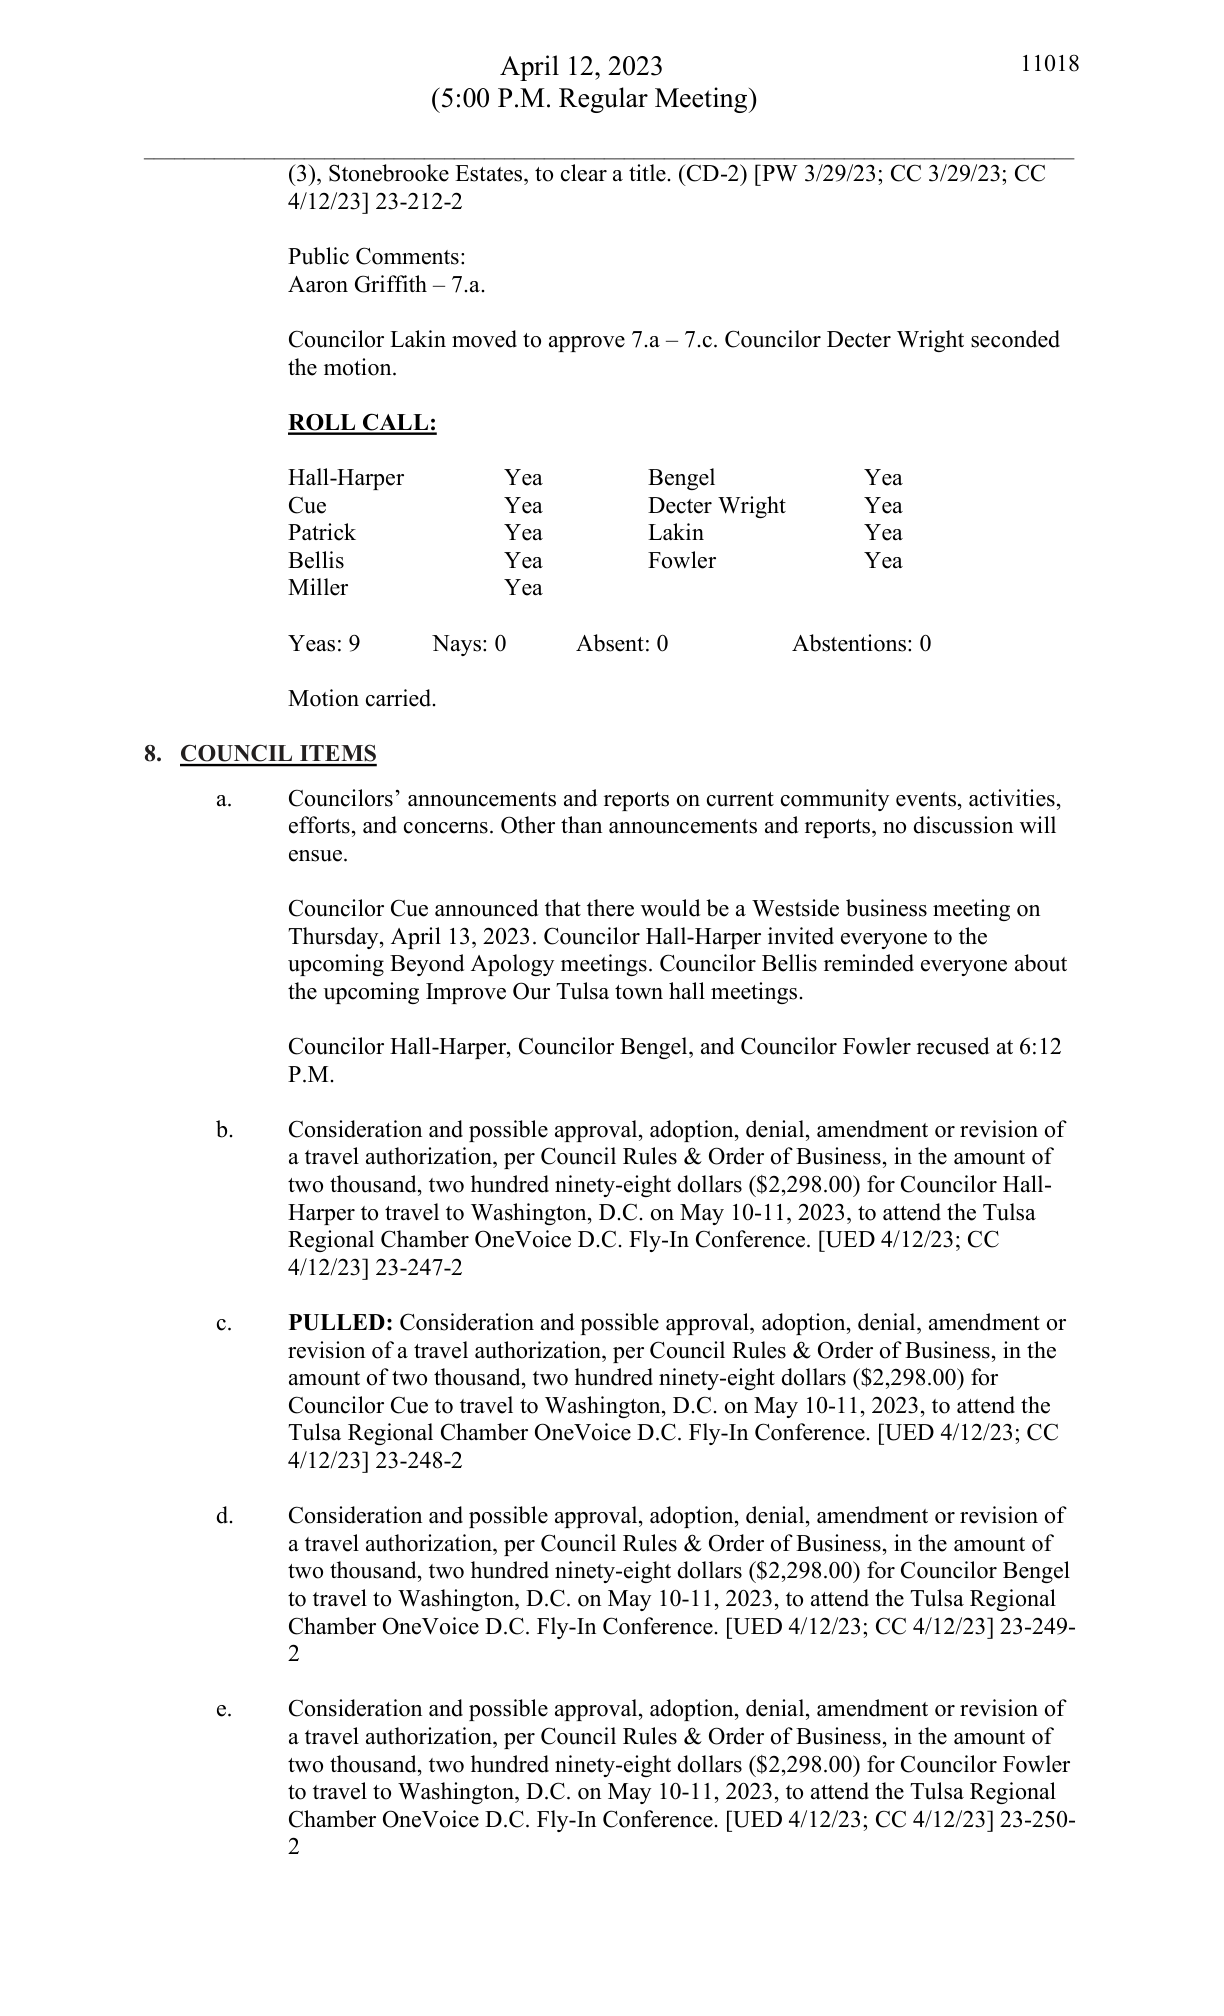 April 12, 2023
11018
(5:00 P.M. Regular Meeting)
(3), Stonebrooke Estates, to clear a title. (CD-2) [PW 3/29/23; CC 3/29/23; CC
4/12/23] 23-212-2
Public Comments:
Aaron Griffith – 7.a.
Councilor Lakin moved to approve 7.a – 7.c. Councilor Decter Wright seconded
the motion.
ROLL CALL:
Hall-Harper Yea Bengel Yea
Cue Yea Decter Wright Yea
Patrick Yea Lakin Yea
Bellis Yea Fowler Yea
Miller Yea
Yeas: 9 Nays: 0 Absent: 0 Abstentions: 0
Motion carried.
8. COUNCIL ITEMS
a. Councilors’ announcements and reports on current community events, activities,
efforts, and concerns. Other than announcements and reports, no discussion will
ensue.
Councilor Cue announced that there would be a Westside business meeting on
Thursday, April 13, 2023. Councilor Hall-Harper invited everyone to the
upcoming Beyond Apology meetings. Councilor Bellis reminded everyone about
the upcoming Improve Our Tulsa town hall meetings.
Councilor Hall-Harper, Councilor Bengel, and Councilor Fowler recused at 6:12
P.M.
b. Consideration and possible approval, adoption, denial, amendment or revision of
a travel authorization, per Council Rules & Order of Business, in the amount of
two thousand, two hundred ninety-eight dollars ($2,298.00) for Councilor Hall-
Harper to travel to Washington, D.C. on May 10-11, 2023, to attend the Tulsa
Regional Chamber OneVoice D.C. Fly-In Conference. [UED 4/12/23; CC
4/12/23] 23-247-2
c. PULLED: Consideration and possible approval, adoption, denial, amendment or
revision of a travel authorization, per Council Rules & Order of Business, in the
amount of two thousand, two hundred ninety-eight dollars ($2,298.00) for
Councilor Cue to travel to Washington, D.C. on May 10-11, 2023, to attend the
Tulsa Regional Chamber OneVoice D.C. Fly-In Conference. [UED 4/12/23; CC
4/12/23] 23-248-2
d. Consideration and possible approval, adoption, denial, amendment or revision of
a travel authorization, per Council Rules & Order of Business, in the amount of
two thousand, two hundred ninety-eight dollars ($2,298.00) for Councilor Bengel
to travel to Washington, D.C. on May 10-11, 2023, to attend the Tulsa Regional
Chamber OneVoice D.C. Fly-In Conference. [UED 4/12/23; CC 4/12/23] 23-249-
2
e. Consideration and possible approval, adoption, denial, amendment or revision of
a travel authorization, per Council Rules & Order of Business, in the amount of
two thousand, two hundred ninety-eight dollars ($2,298.00) for Councilor Fowler
to travel to Washington, D.C. on May 10-11, 2023, to attend the Tulsa Regional
Chamber OneVoice D.C. Fly-In Conference. [UED 4/12/23; CC 4/12/23] 23-250-
2